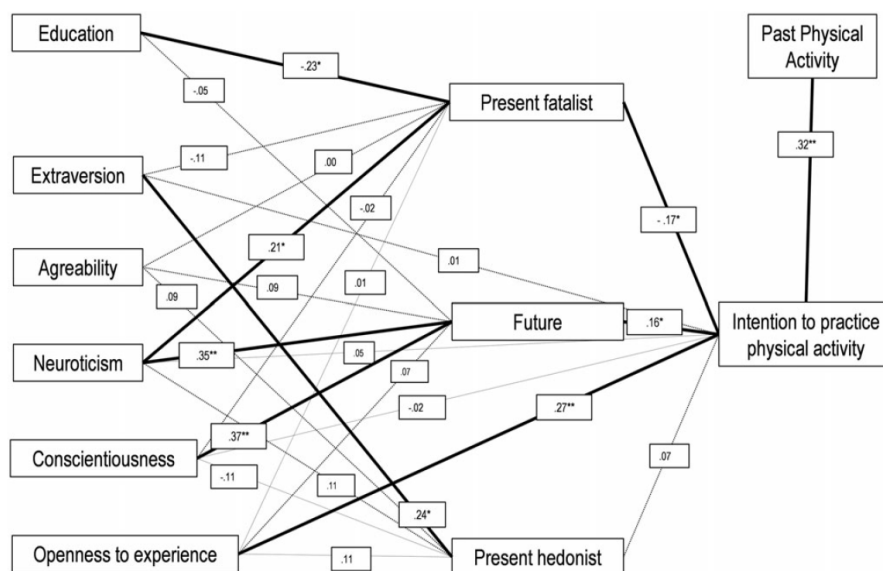 Education
Past Physical
Activity
-.23*
-.05
Present fatalist
.32**
-.11
.00
Extraversion
-.02
- .17*
.21*
.01
Agreability
.09
.09
.01
Future
.16*
Intention to practice
physical activity
Neuroticism
.35**
.05
.07
-.02
.27**
.37**
Conscientiousness
.07
-.11
.11
.24*
Openness to experience
.11
Present hedonist